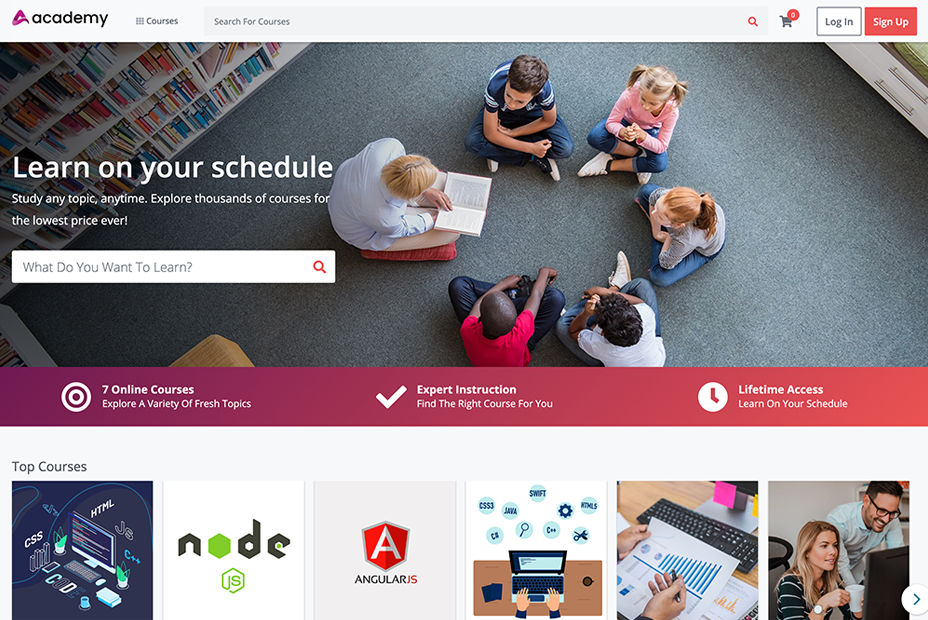 academy
Courses
Search For Courses
0
Log In
Sign Up
Learn on your schedule
Study any topic, anytime. Explore thousands of courses for
the lowest price ever!
What Do You Want To Learn?
7 Online Courses
Explore A Variety Of Fresh Topics
Expert Instruction
Find The Right Course For You
Lifetime Access
Learn On Your Schedule
Top Courses
HTML
CSS
JS
C++
node
JS
ANGULARJS
SWIFT
CSS3
JAVA
HTML5
C#
C++